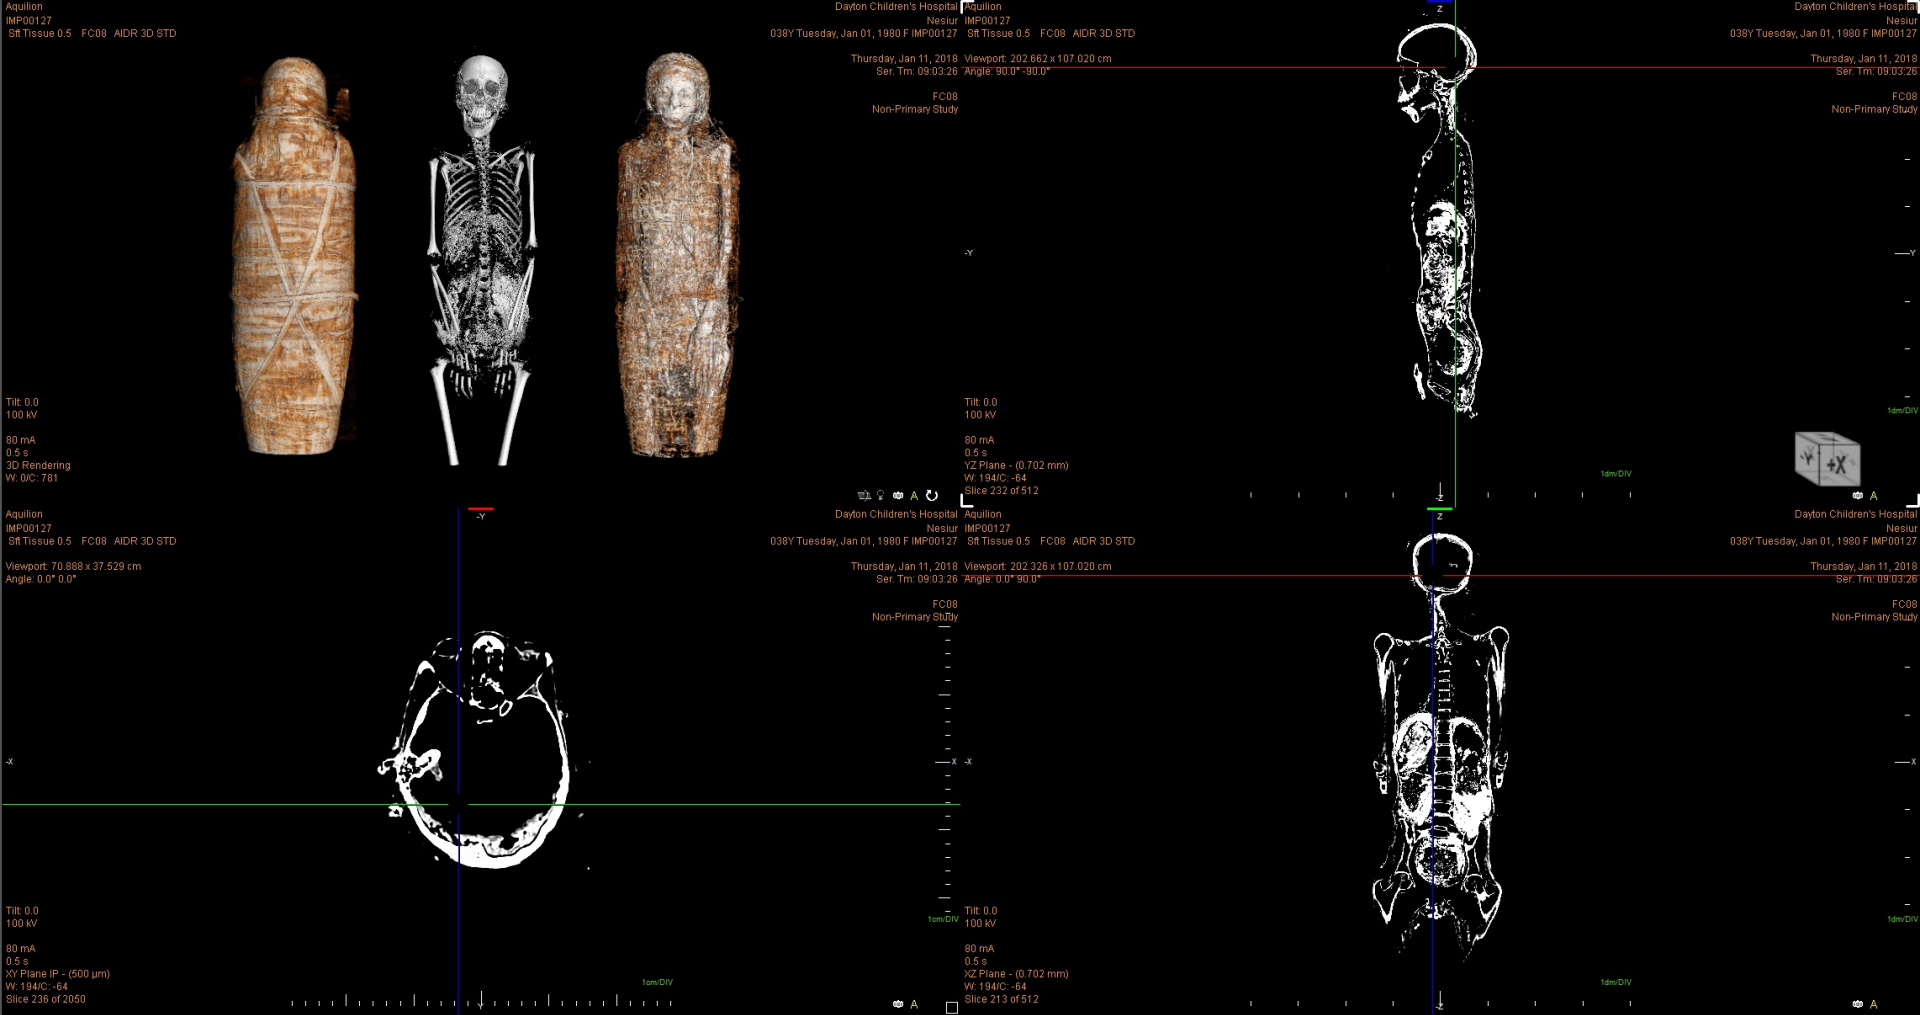 Aquilion
IMP00127
Sft Tissue 0.5 FC08 AIDR 3D STD
Dayton Children's Hospital
Nesiur
038Y Tuesday, Jan 01, 1980 F IMP00127
Thursday, Jan 11, 2018
Ser. Tm: 09:03:26
FC08
Non-Primary Study
Tilt: 0.0
100 kV
80 mA
0.5 s
3D Rendering
W: 0/C: 781
A
Aquilion
IMP00127
Sft Tissue 0.5 FC08 AIDR 3D STD
Viewport: 202.662 x 107.020 cm
Angle: 90.0° -90.0°
Z
Dayton Children's Hospital
Nesiur
038Y Tuesday, Jan 01, 1980 F IMP00127
Thursday, Jan 11, 2018
Ser. Tm: 09:03:26
FC08
Non-Primary Study
-Y
Y
1dm/DIV
-Y +X
Tilt: 0.0
100 kV
80 mA
0.5 s
YZ Plane - (0.702 mm)
W: 194/C: -64
Slice 232 of 512
1dm/DIV
-Z
A
Aquilion
IMP00127
Sft Tissue 0.5 FC08 AIDR 3D STD
Viewport: 70.888 x 37.529 cm
Angle: 0.0° 0.0°
-Y
Dayton Children's Hospital
Nesiur
038Y Tuesday, Jan 01, 1980 F IMP00127
Thursday, Jan 11, 2018
Ser. Tm: 09:03:26
FC08
Non-Primary Study
-X
X
1cm/DIV
Tilt: 0.0
100 kV
80 mA
0.5 s
XY Plane IP - (500 µm)
W: 194/C: -64
Slice 236 of 2050
1cm/DIV
Y
A
Aquilion
IMP00127
Sft Tissue 0.5 FC08 AIDR 3D STD
Viewport: 202.326 x 107.020 cm
Angle: 0.0° 90.0°
Z
Dayton Children's Hospital
Nesiur
038Y Tuesday, Jan 01, 1980 F IMP00127
Thursday, Jan 11, 2018
Ser. Tm: 09:03:26
FC08
Non-Primary Study
-X
X
1dm/DIV
Tilt: 0.0
100 kV
80 mA
0.5 s
XZ Plane - (0.702 mm)
W: 194/C: -64
Slice 213 of 512
1dm/DIV
-Z
A